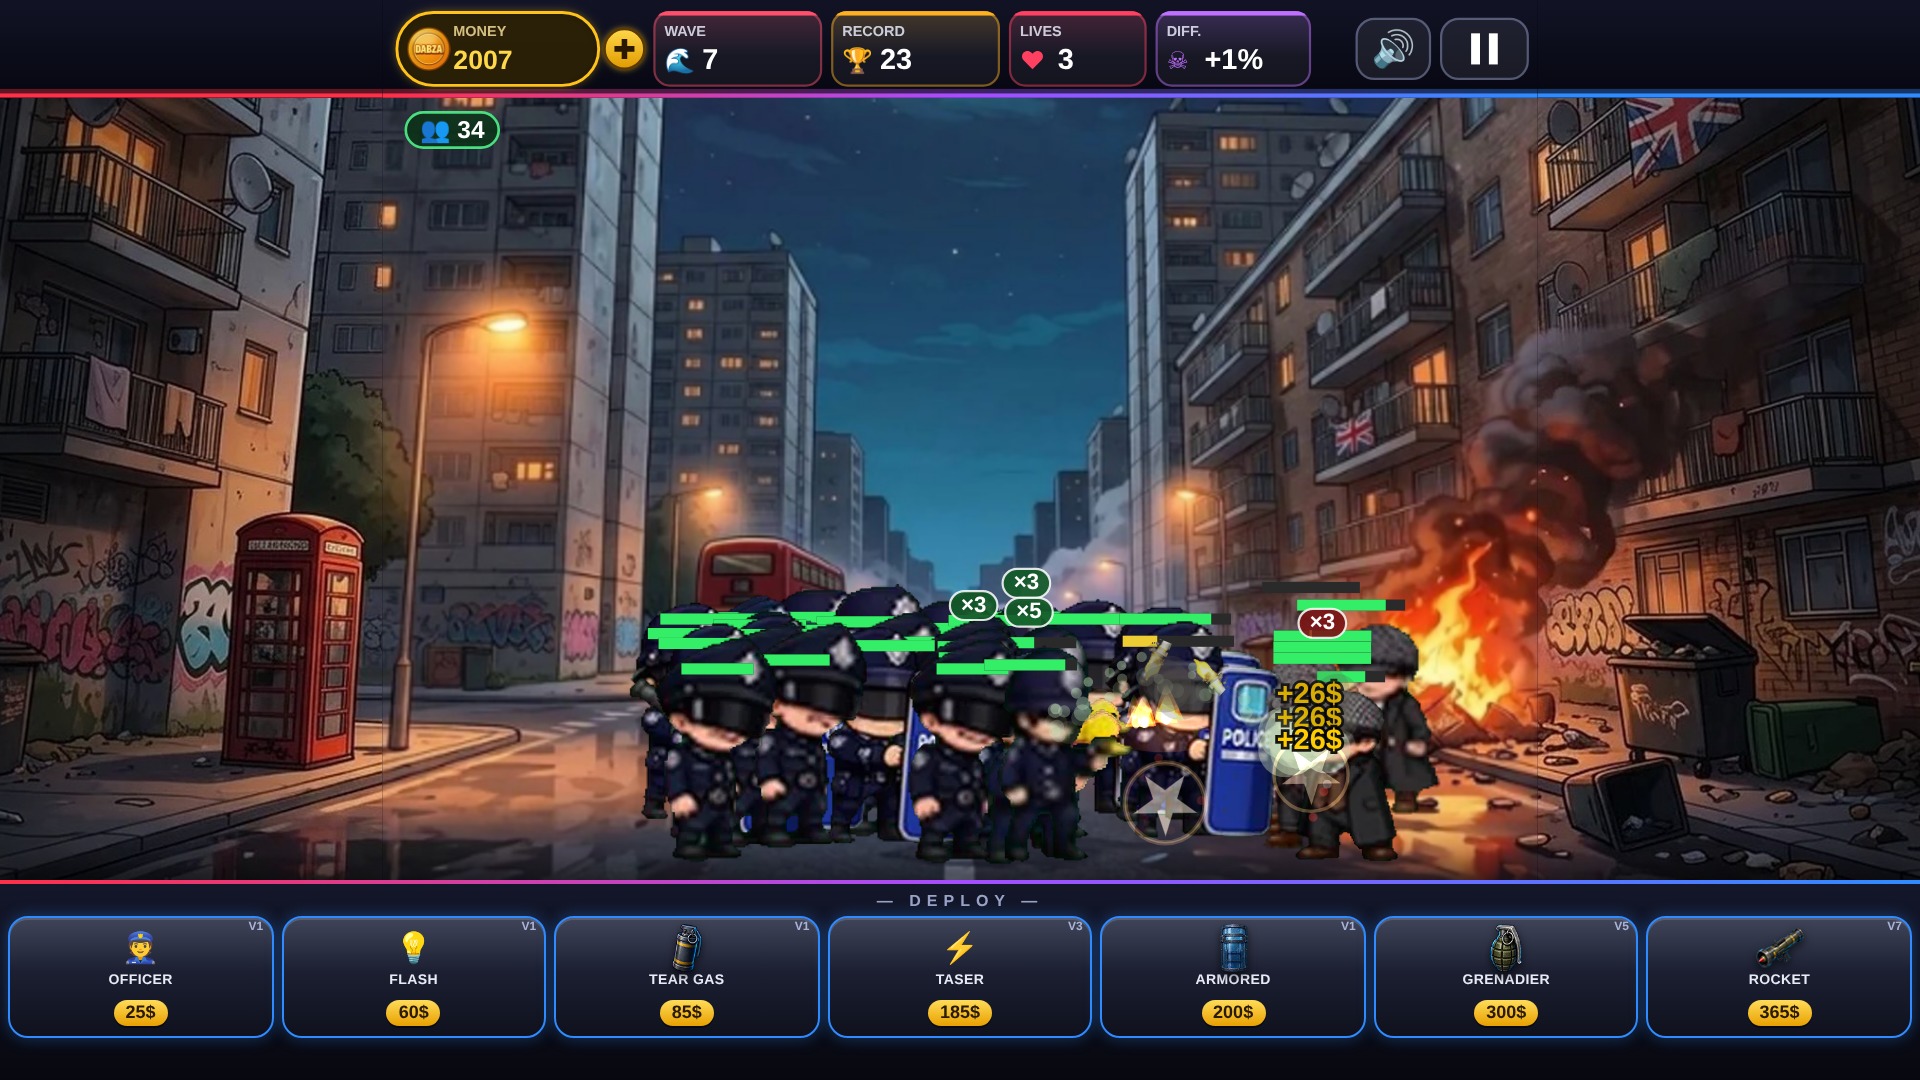 DABZA
MONEY
2007
WAVE
7
RECORD
23
LIVES
3
DIFF.
+1%
34
×3
×3
×5
×3
+26$
+26$
+26$
POLIC
— DEPLOY —
V1
OFFICER
25$
V1
FLASH
60$
V1
TEAR GAS
85$
V3
TASER
185$
V1
ARMORED
200$
V5
GRENADIER
300$
V7
ROCKET
365$